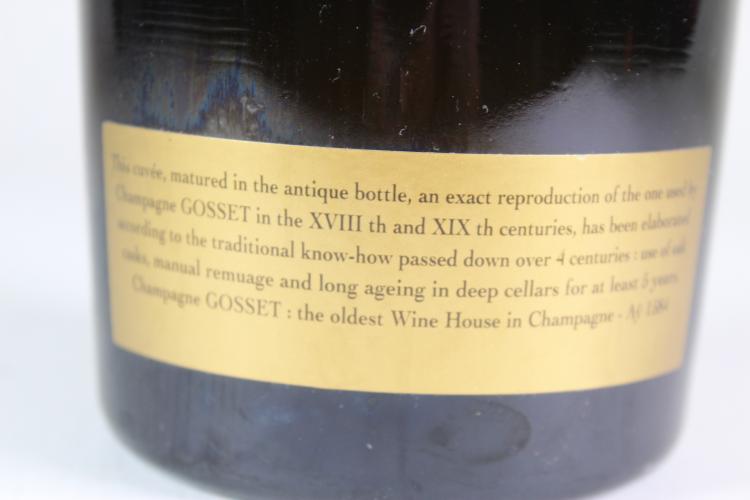 This cuvée, matured in the antique bottle, an exact reproduction of the one used by
Champagne GOSSET in the XVIII th and XIX th centuries, has been elaborated
according to the traditional know-how passed down over 4 centuries : use of oak
casks, manual remuage and long ageing in deep cellars for at least 5 years.
Champagne GOSSET : the oldest Wine House in Champagne - Aÿ 1584